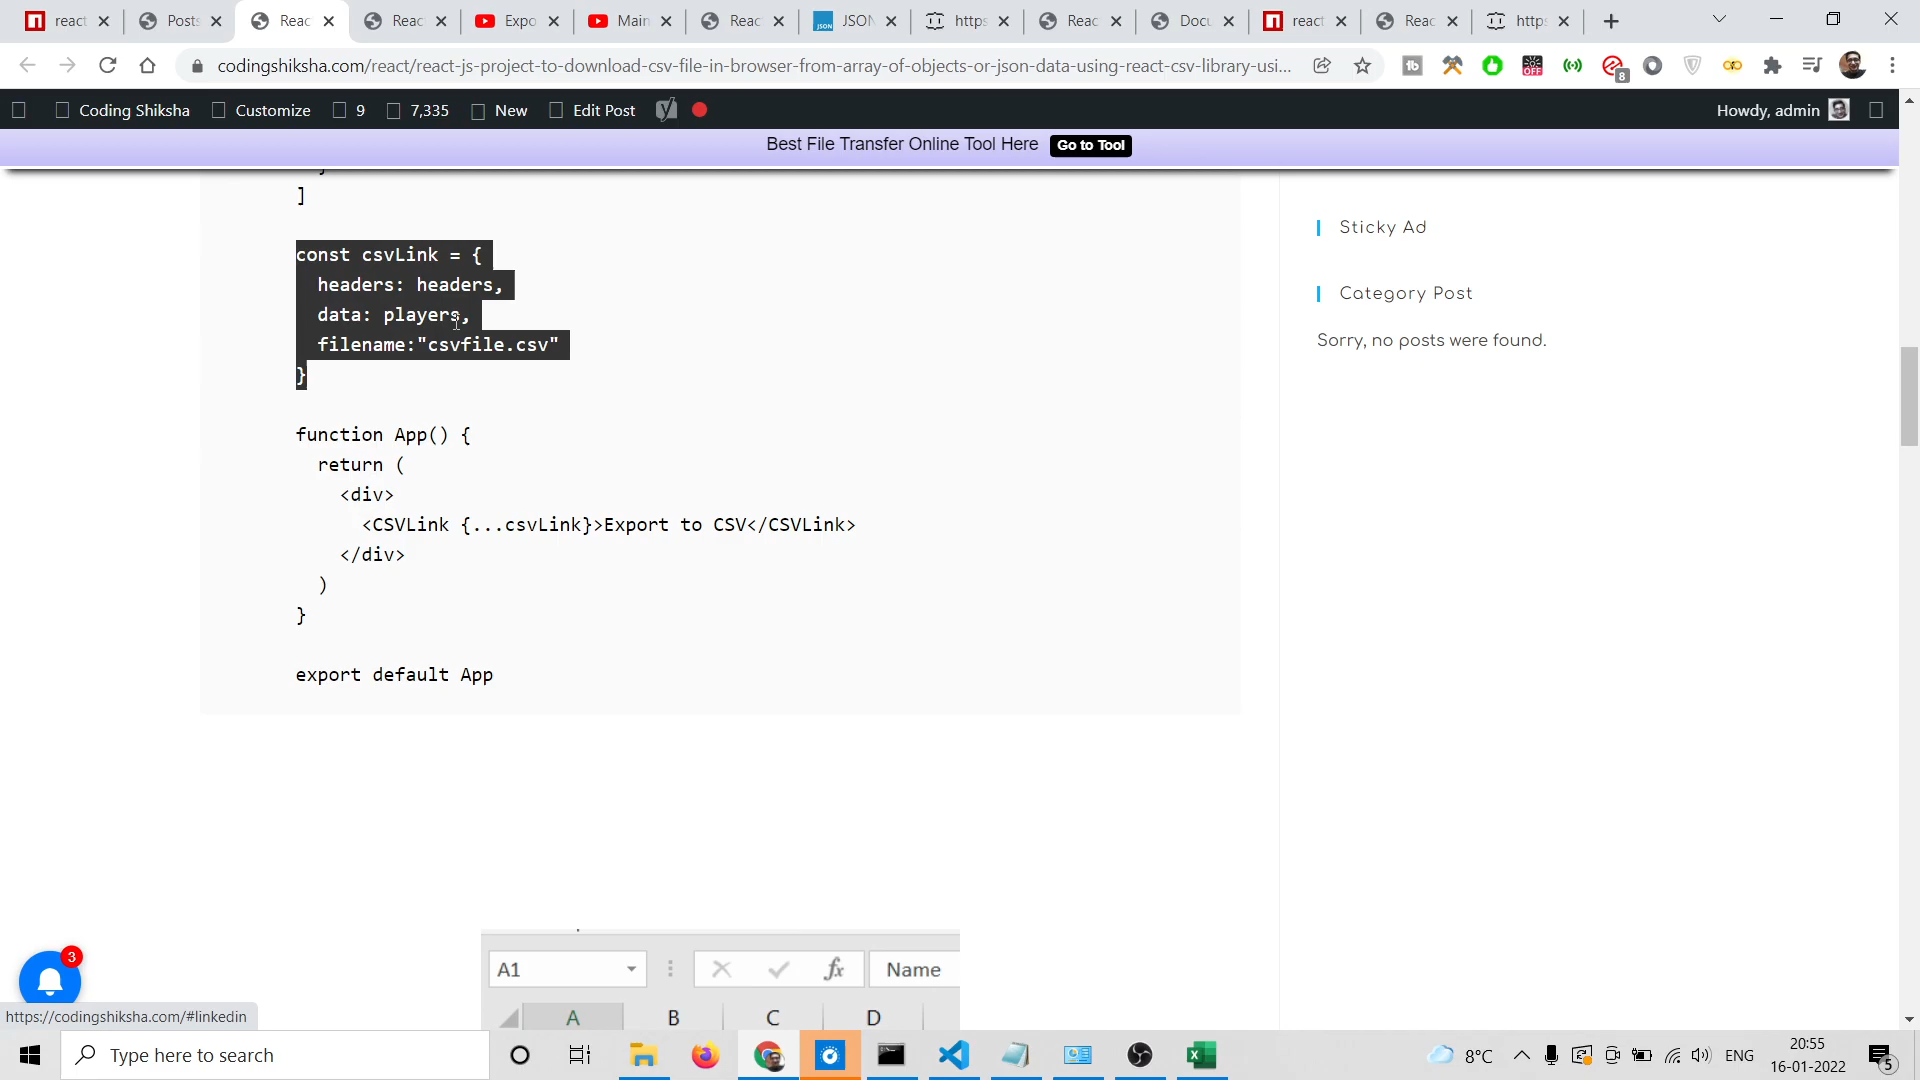 react
Posts
Reac
Reac
Expo
Main
Reac
JSON
https
Reac
Docu
react
Reac
https
codingshiksha.com/react/react-js-project-to-download-csv-file-in-browser-from-array-of-objects-or-json-data-using-react-csv-library-usi...
Coding Shiksha
Customize
9
7,335
New
Edit Post
Howdy, admin
Best File Transfer Online Tool Here
Go to Tool
]
const csvLink = {
headers: headers,
data: players,
filename:"csvfile.csv"
}
function App() {
return (
<div>
<CSVLink {...csvLink}>Export to CSV</CSVLink>
</div>
)
}
export default App
Sticky Ad
Category Post
Sorry, no posts were found.
A1
fx
Name
A B C D
3
https://codingshiksha.com/#linkedin
Type here to search
8°C
ENG
20:55
16-01-2022
5